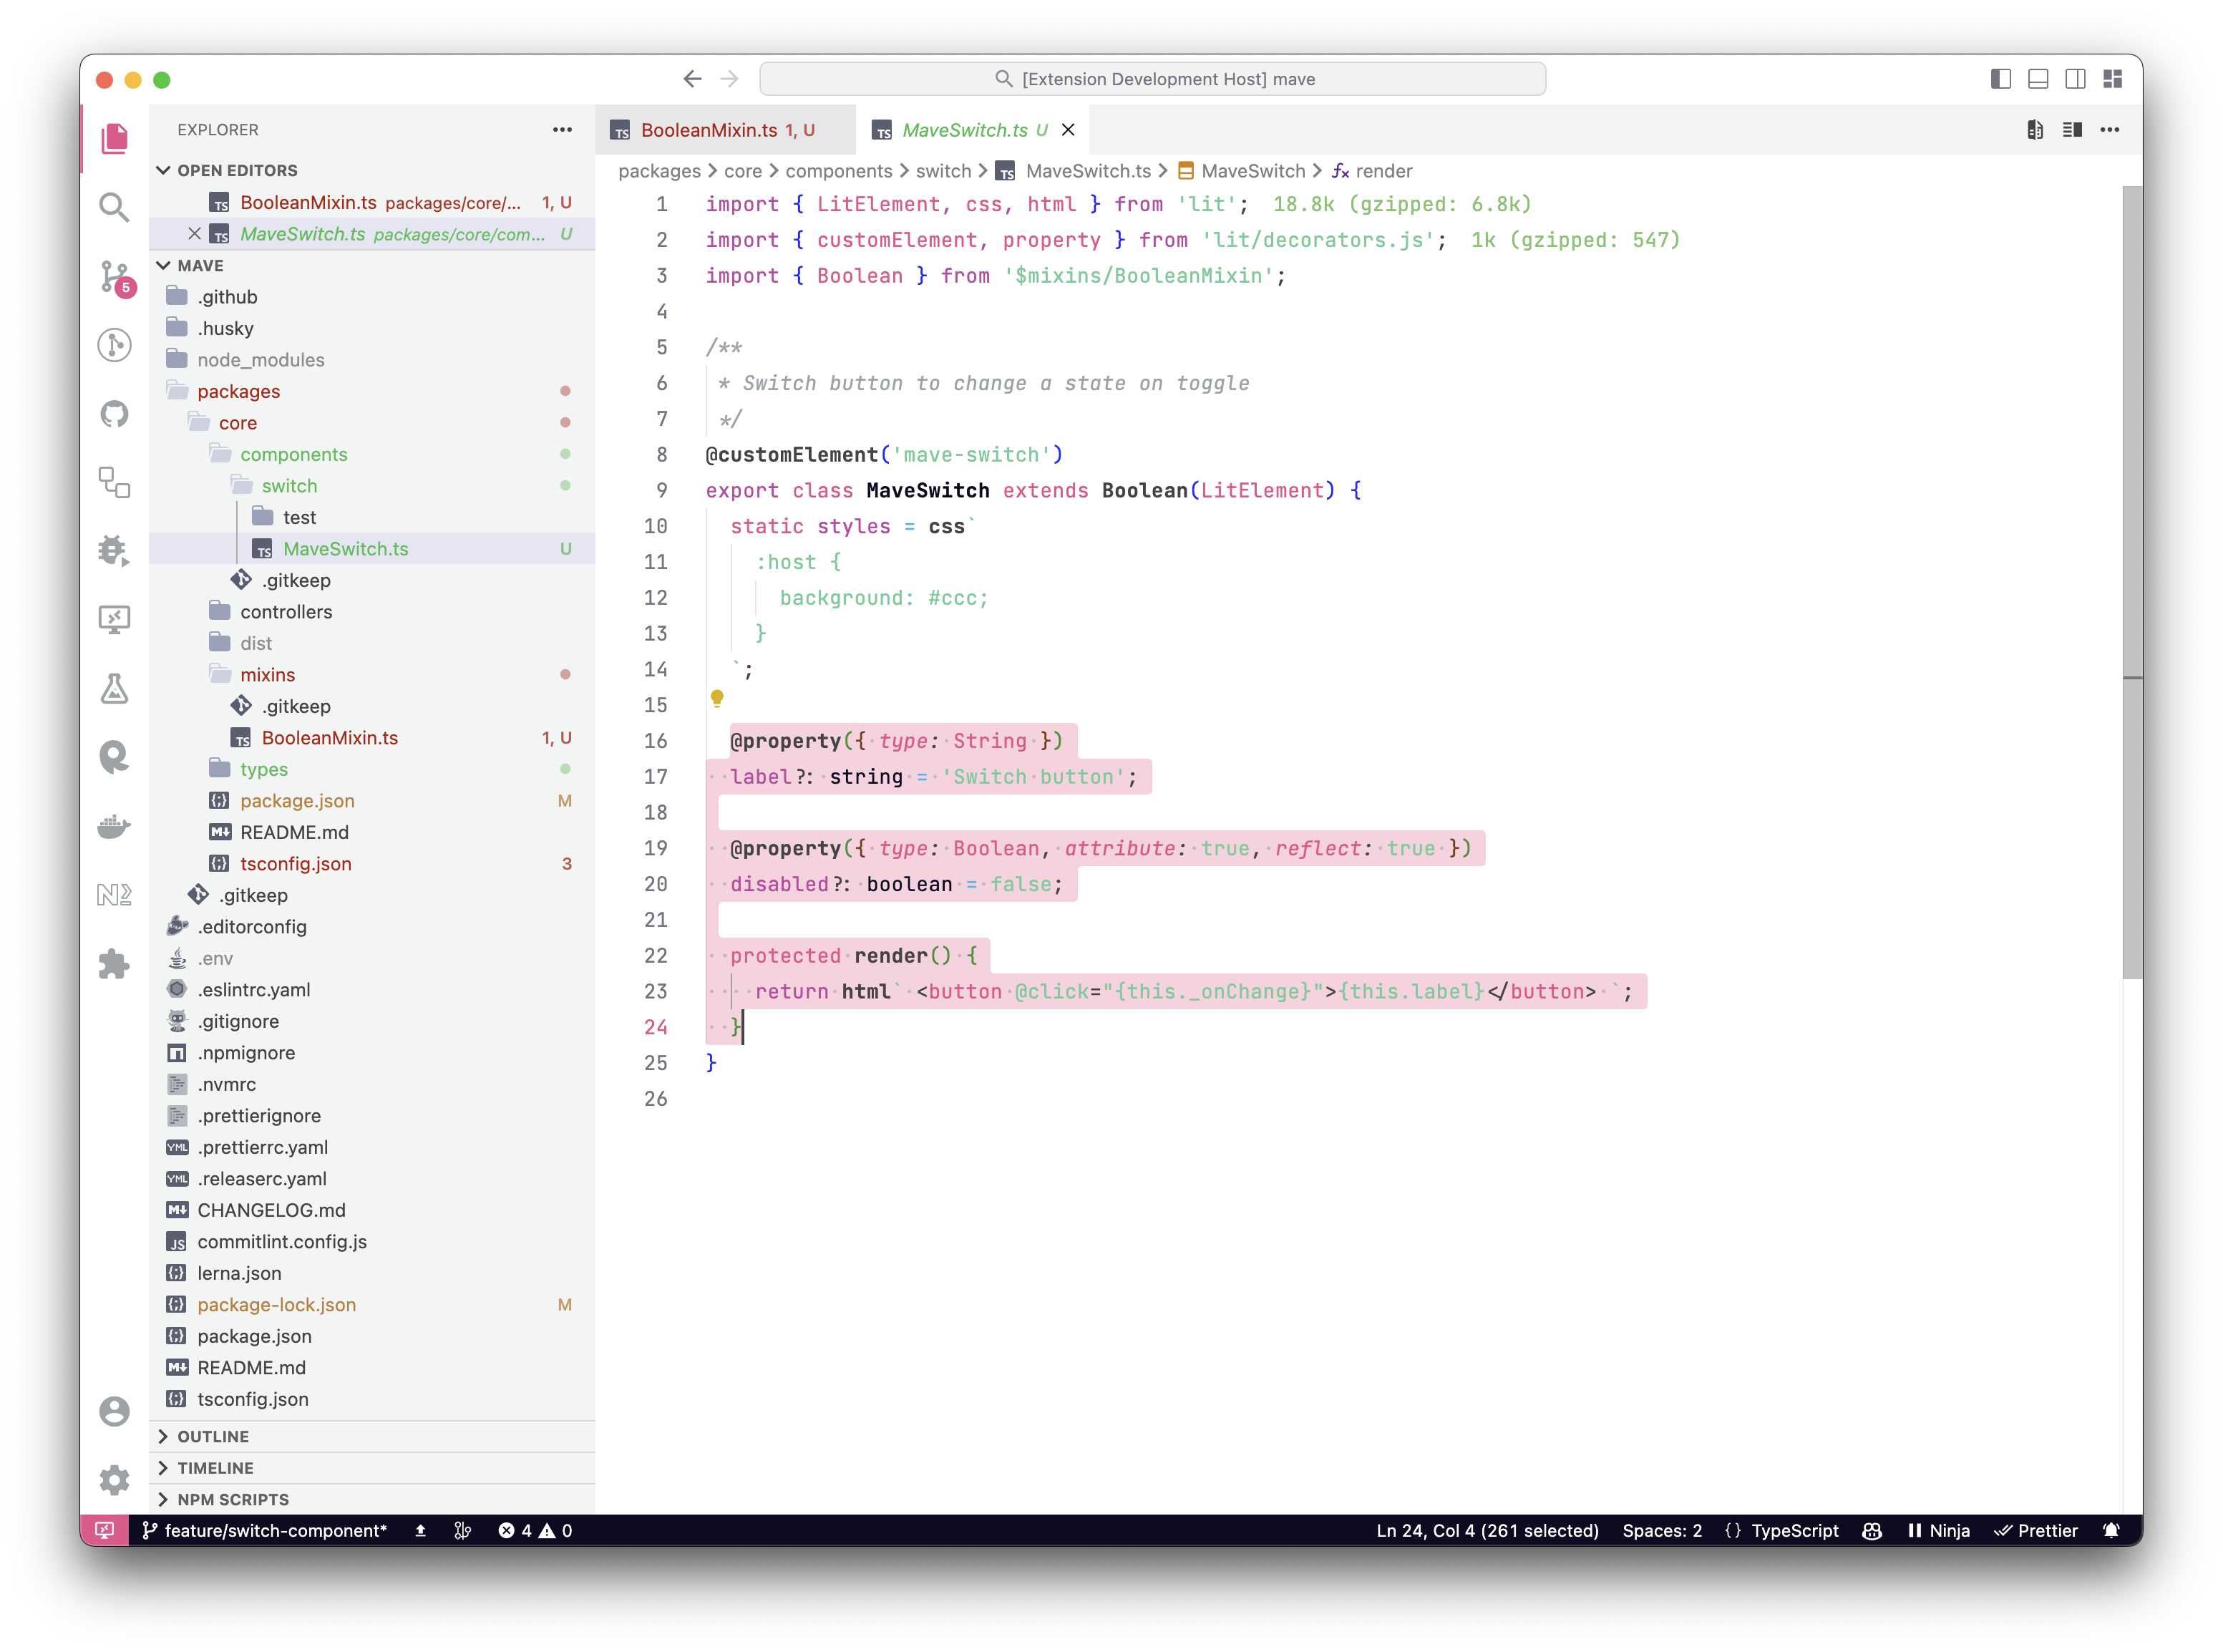 [Extension Development Host] mave
EXPLORER
OPEN EDITORS
BooleanMixin.ts packages/core/... 1, U
MaveSwitch.ts packages/core/com... U
MAVE
.github
.husky
node_modules
packages
core
components
switch
test
MaveSwitch.ts U
.gitkeep
controllers
dist
mixins
.gitkeep
BooleanMixin.ts 1, U
types
package.json M
README.md
tsconfig.json 3
.gitkeep
.editorconfig
.env
.eslintrc.yaml
.gitignore
.npmignore
.nvmrc
.prettierignore
.prettierrc.yaml
.releaserc.yaml
CHANGELOG.md
commitlint.config.js
lerna.json
package-lock.json M
package.json
README.md
tsconfig.json
OUTLINE
TIMELINE
NPM SCRIPTS
5
BooleanMixin.ts 1, U
MaveSwitch.ts U
packages > core > components > switch > TS MaveSwitch.ts > MaveSwitch > render
1 import { LitElement, css, html } from 'lit'; 18.8k (gzipped: 6.8k)
2 import { customElement, property } from 'lit/decorators.js'; 1k (gzipped: 547)
3 import { Boolean } from '$mixins/BooleanMixin';
4
5 /**
6 * Switch button to change a state on toggle
7 */
8 @customElement('mave-switch')
9 export class MaveSwitch extends Boolean(LitElement) {
10 static styles = css`
11 :host {
12 background: #ccc;
13 }
14 `;
15
16 @property({ type: String })
17 label?: string = 'Switch button';
18
19 @property({ type: Boolean, attribute: true, reflect: true })
20 disabled?: boolean = false;
21
22 protected render() {
23 return html` <button @click="{this._onChange}">{this.label}</button> `;
24 }
25 }
26
feature/switch-component* 4 0 Ln 24, Col 4 (261 selected) Spaces: 2 {} TypeScript Ninja Prettier